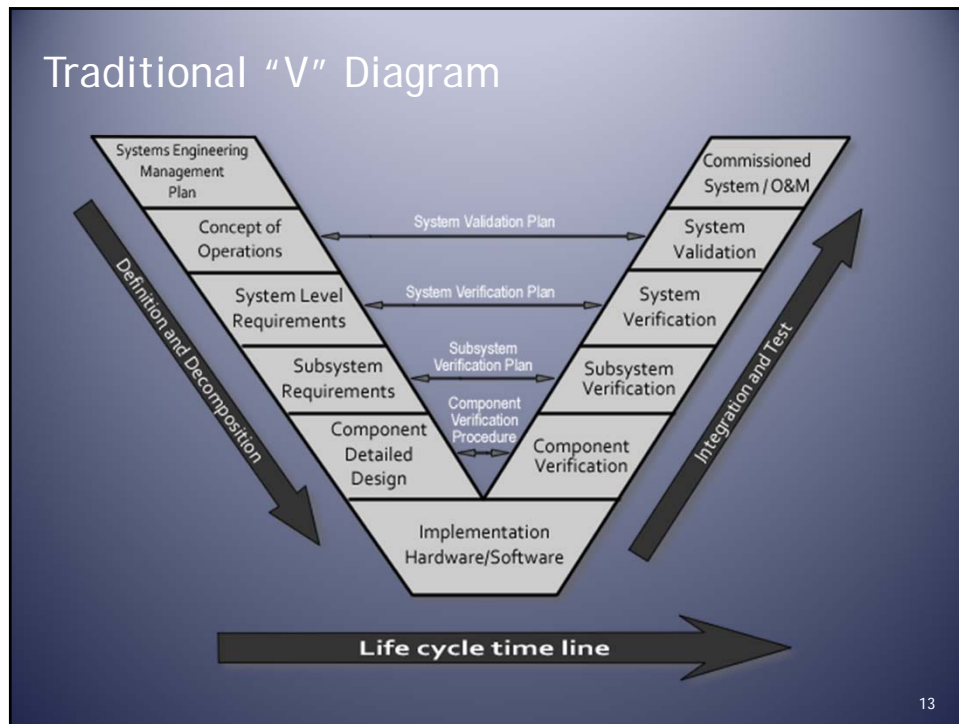 Traditional “V” Diagram
Systems Engineering
Management
Plan
Concept of
Operations
System Level
Requirements
Subsystem
Requirements
Component
Detailed
Design
Implementation
Hardware/Software
Commissioned
System / O&M
System
Validation
System
Verification
Subsystem
Verification
Component
Verification
System Validation Plan
System Verification Plan
Subsystem
Verification Plan
Component
Verification
Procedure
Definition and Decomposition
Integration and Test
Life cycle time line
13